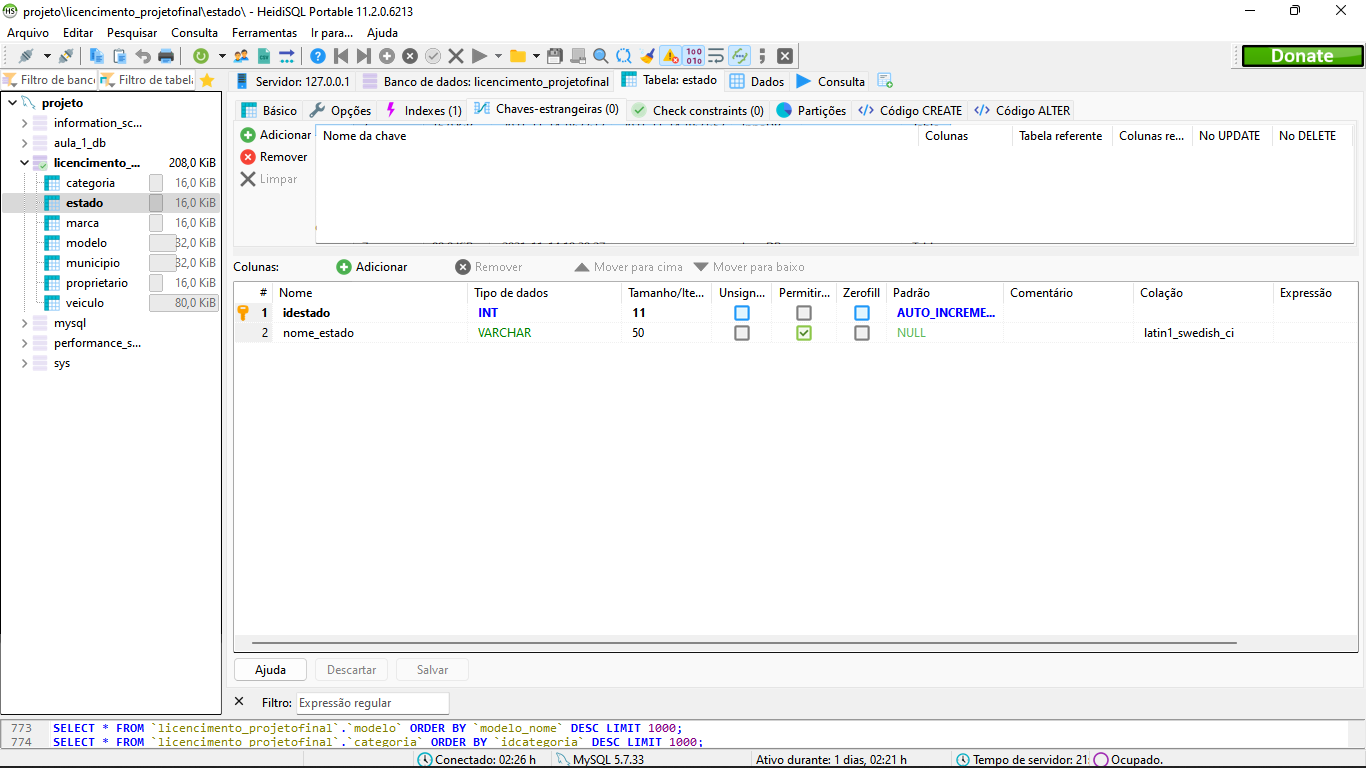 projeto\licencimento_projetofinal\estado\ - HeidiSQL Portable 11.2.0.6213
Arquivo Editar Pesquisar Consulta Ferramentas Ir para... Ajuda
Donate
Filtro de banc Filtro de tabela
Servidor: 127.0.0.1 Banco de dados: licencimento_projetofinal Tabela: estado Dados Consulta
projeto
information_sc...
aula_1_db
licencimento_... 208,0 KiB
categoria 16,0 KiB
estado 16,0 KiB
marca 16,0 KiB
modelo 32,0 KiB
municipio 32,0 KiB
proprietario 16,0 KiB
veiculo 80,0 KiB
mysql
performance_s...
sys
Básico Opções Indexes (1) Chaves-estrangeiras (0) Check constraints (0) Partições Código CREATE Código ALTER
Adicionar
Remover
Limpar
Nome da chave Colunas Tabela referente Colunas re... No UPDATE No DELETE
Colunas: Adicionar Remover Mover para cima Mover para baixo
# Nome Tipo de dados Tamanho/Ite... Unsign... Permitir... Zerofill Padrão Comentário Colação Expressão
1 idestado INT 11 AUTO_INCREME...
2 nome_estado VARCHAR 50 NULL latin1_swedish_ci
Ajuda Descartar Salvar
Filtro: Expressão regular
773 SELECT * FROM `licencimento_projetofinal`.`modelo` ORDER BY `modelo_nome` DESC LIMIT 1000;
774 SELECT * FROM `licencimento_projetofinal`.`categoria` ORDER BY `idcategoria` DESC LIMIT 1000;
Conectado: 02:26 h MySQL 5.7.33 Ativo durante: 1 dias, 02:21 h Tempo de servidor: 21: Ocupado.